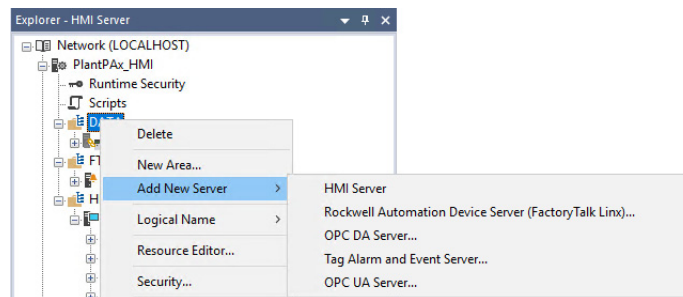 Explorer - HMI Server
Network (LOCALHOST)
PlantPAx_HMI
Runtime Security
Scripts
Delete
New Area...
Add New Server
Logical Name
Resource Editor...
Security...
HMI Server
Rockwell Automation Device Server (FactoryTalk Linx)...
OPC DA Server...
Tag Alarm and Event Server...
OPC UA Server...